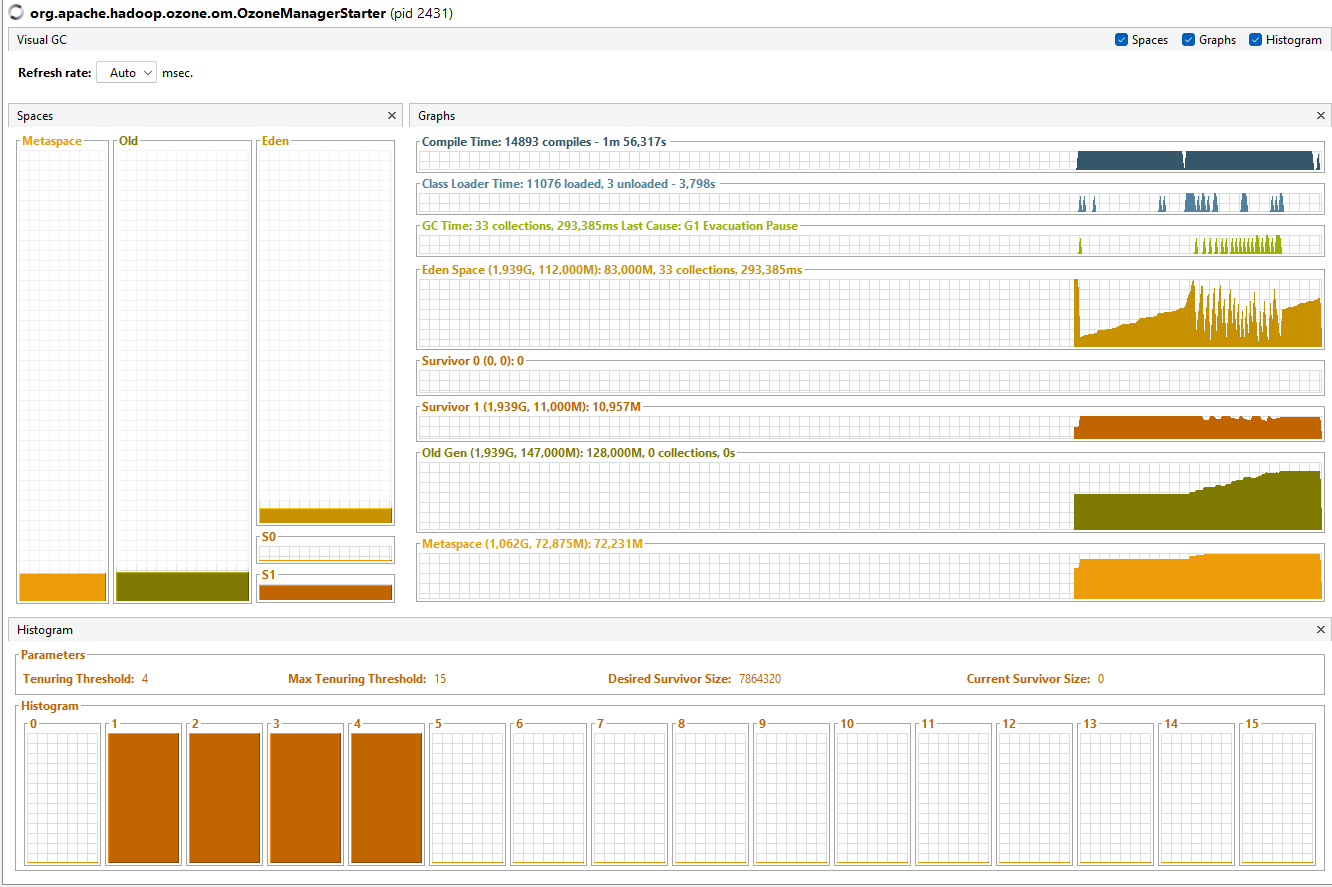 org.apache.hadoop.ozone.om.OzoneManagerStarter (pid 2431)
Visual GC Spaces Graphs Histogram
Refresh rate: Auto msec.
Spaces
Metaspace Old Eden
S0
S1
Graphs
Compile Time: 14893 compiles - 1m 56,317s
Class Loader Time: 11076 loaded, 3 unloaded - 3,798s
GC Time: 33 collections, 293,385ms Last Cause: G1 Evacuation Pause
Eden Space (1,939G, 112,000M): 83,000M, 33 collections, 293,385ms
Survivor 0 (0, 0): 0
Survivor 1 (1,939G, 11,000M): 10,957M
Old Gen (1,939G, 147,000M): 128,000M, 0 collections, 0s
Metaspace (1,062G, 72,875M): 72,231M
Histogram
Parameters
Tenuring Threshold: 4 Max Tenuring Threshold: 15 Desired Survivor Size: 7864320 Current Survivor Size: 0
Histogram
0 1 2 3 4 5 6 7 8 9 10 11 12 13 14 15